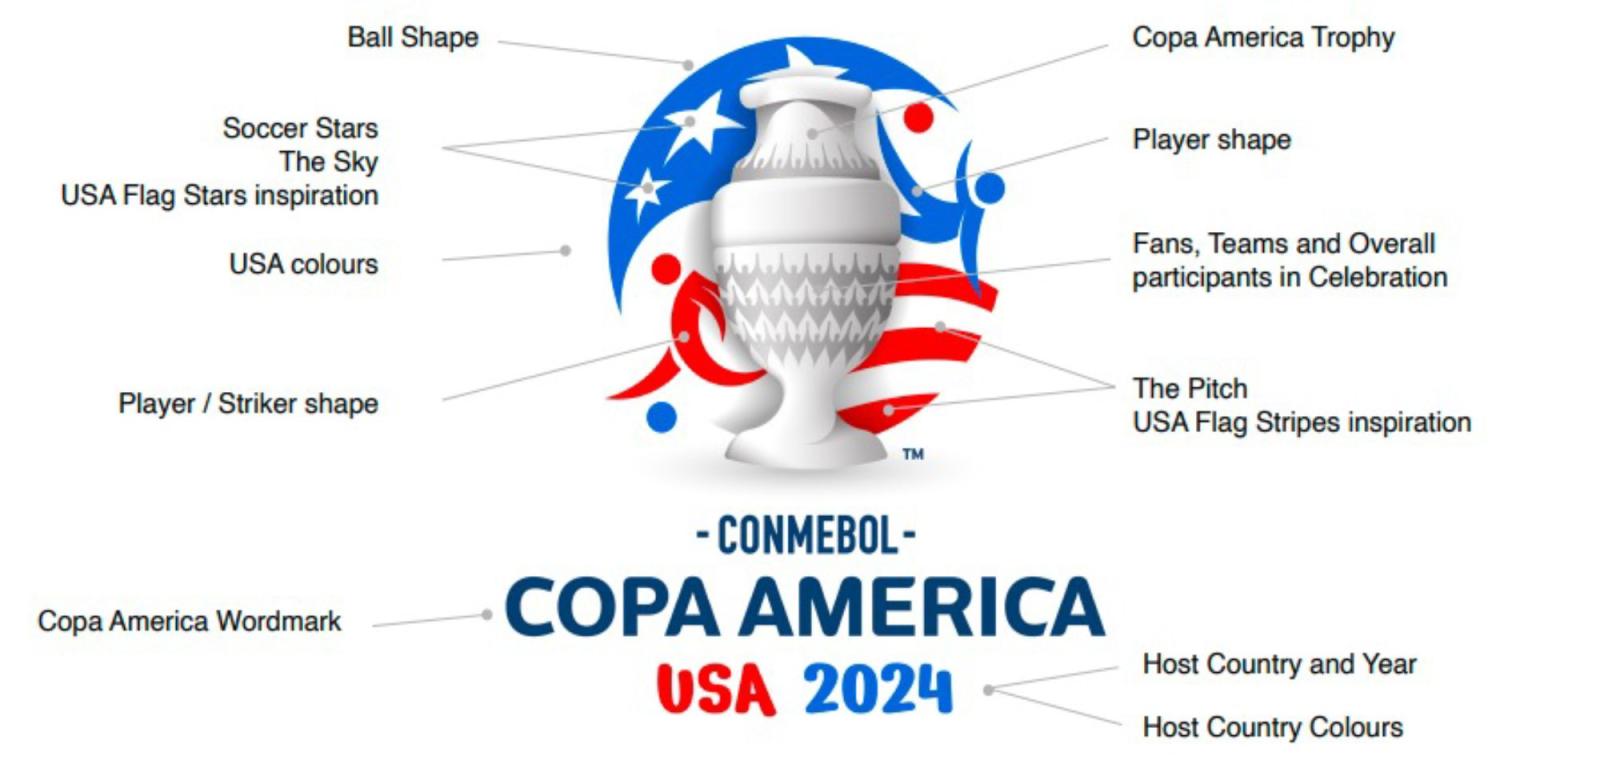 Ball Shape
Copa America Trophy
Soccer Stars
The Sky
USA Flag Stars inspiration
Player shape
USA colours
Fans, Teams and Overall
participants in Celebration
Player / Striker shape
The Pitch
USA Flag Stripes inspiration
TM
- CONMEBOL -
COPA AMERICA
USA 2024
Copa America Wordmark
Host Country and Year
Host Country Colours